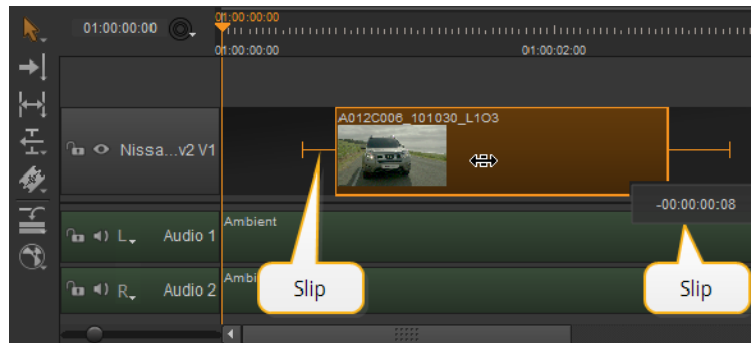 01:00:00:00
01:00:00:00
01:00:00:00
01:00:02:00
A012C006_101030_L1O3
Nissa...v2 V1
-00:00:00:08
L
Audio 1
Ambient
R
Audio 2
Ambi
Slip
Slip